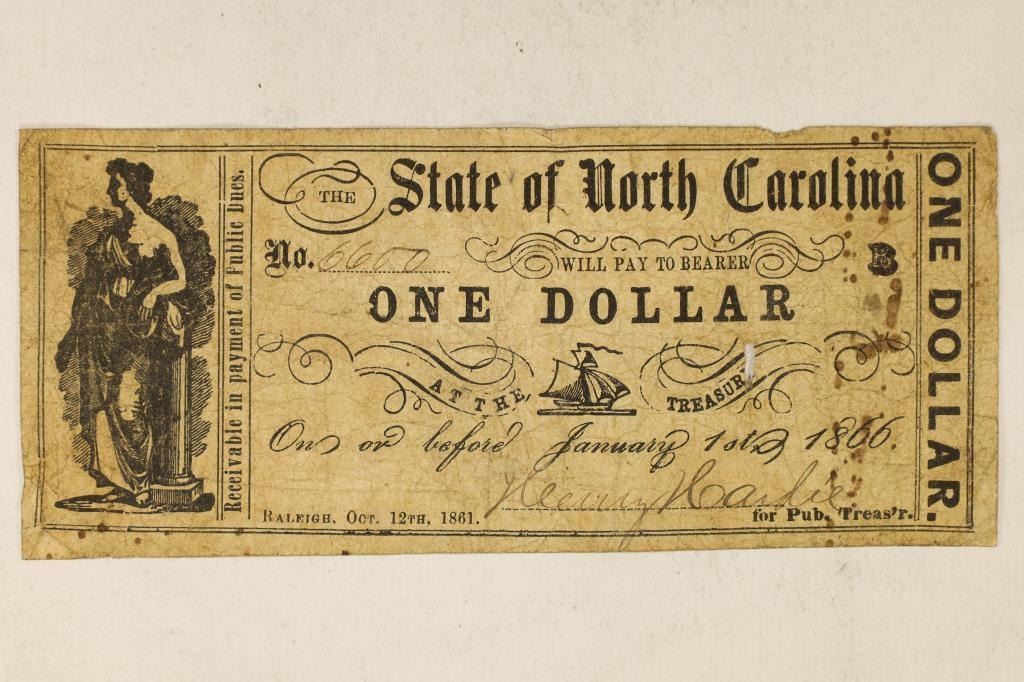 THE State of North Carolina
No. 6600 WILL PAY TO BEARER B
ONE DOLLAR
AT THE TREASURY
On or before January 1st, 1866.
RALEIGH, OCT. 12TH, 1861. Henry Hardie for Pub. Treas'r.
Receivable in payment of Public Dues.
ONE DOLLAR.